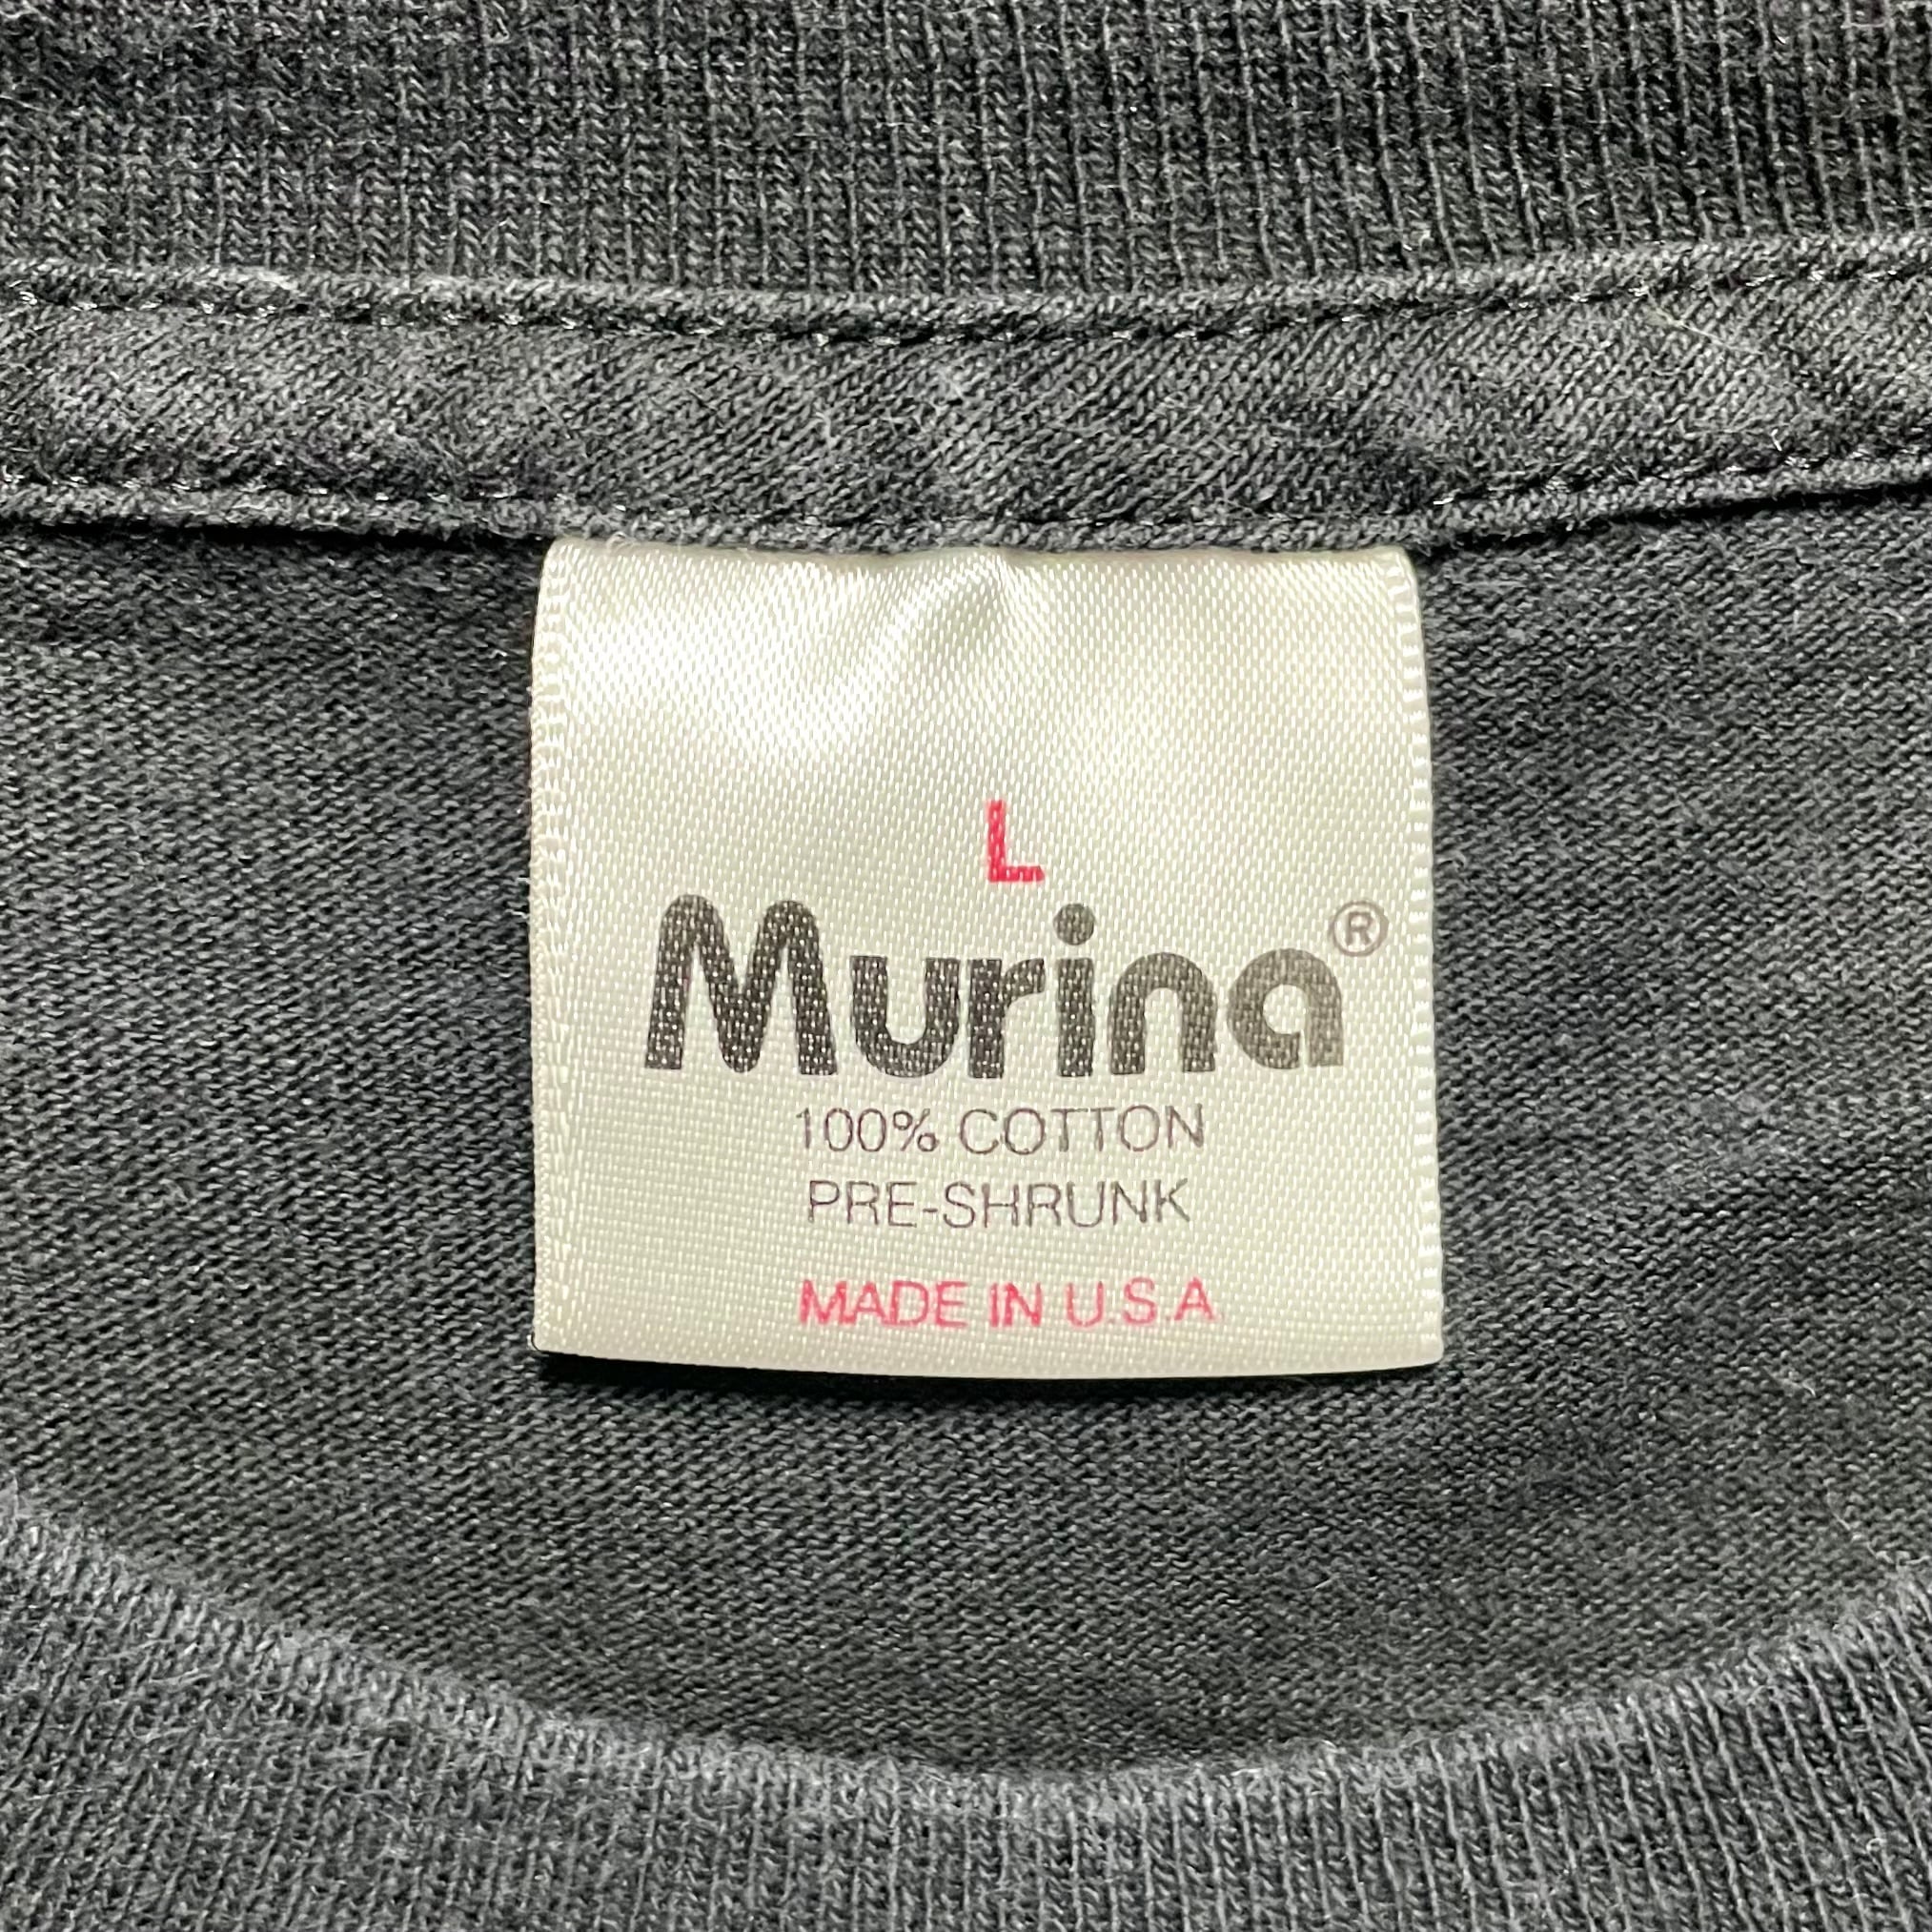 L
Murina®
100% COTTON
PRE-SHRUNK
MADE IN U.S.A.